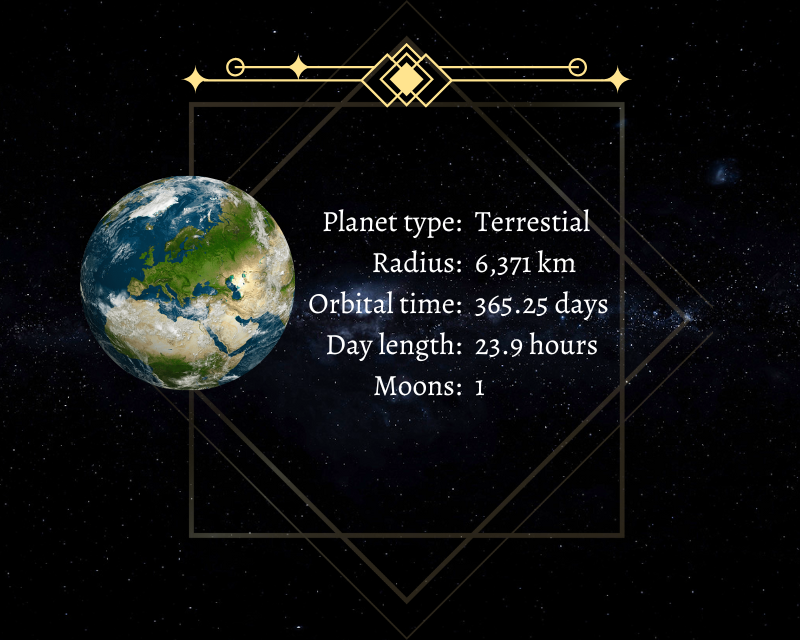 Planet type: Terrestial
Radius: 6,371 km
Orbital time: 365.25 days
Day length: 23.9 hours
Moons: 1